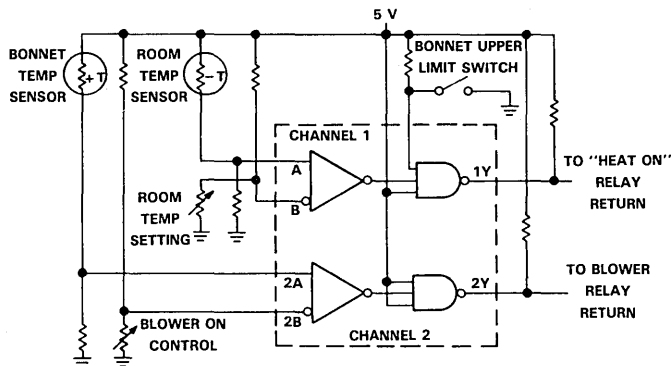 5 V
BONNET
TEMP
SENSOR
+ T
ROOM
TEMP
SENSOR
− T
BONNET UPPER
LIMIT SWITCH
CHANNEL 1
A
B
1Y
TO "HEAT ON"
RELAY
RETURN
ROOM
TEMP
SETTING
2A
2B
2Y
TO BLOWER
RELAY
RETURN
BLOWER ON
CONTROL
CHANNEL 2